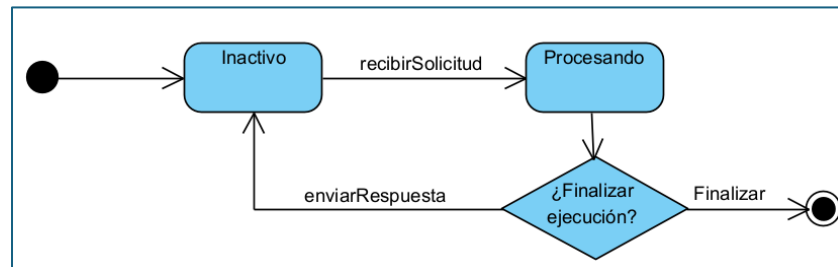 Inactivo
recibirSolicitud
Procesando
enviarRespuesta
¿Finalizar
ejecución?
Finalizar